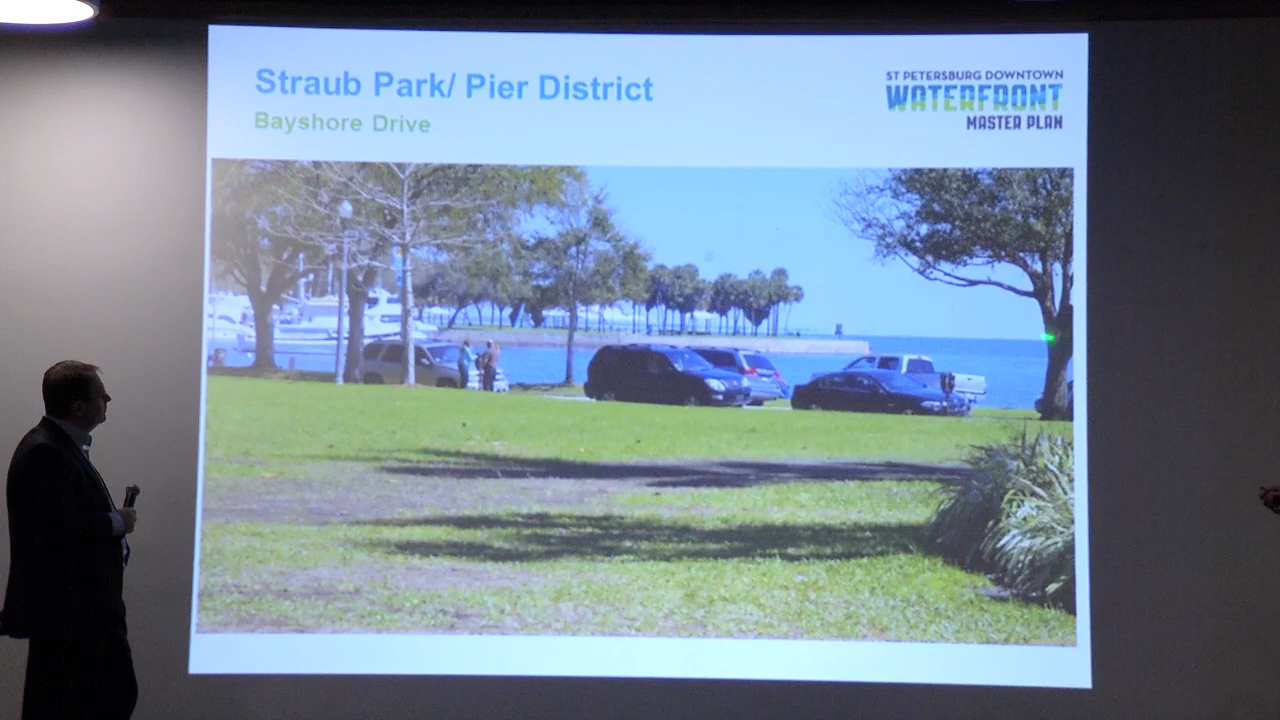 Straub Park/ Pier District
Bayshore Drive
ST PETERSBURG DOWNTOWN
WATERFRONT
MASTER PLAN